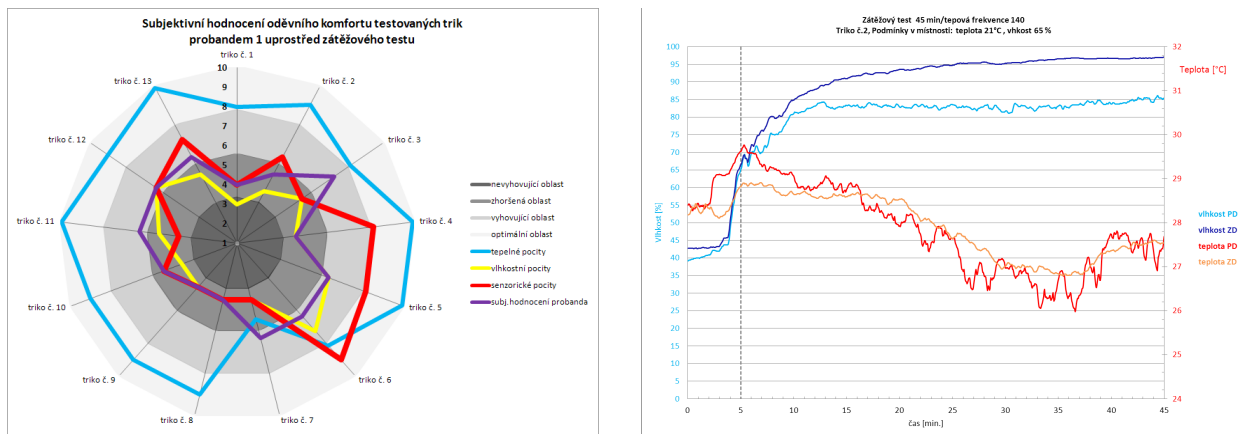 Subjektivní hodnocení oděvního komfortu testovaných trik
probandem 1 uprostřed zátěžového testu
triko č. 1
triko č. 2
triko č. 3
triko č. 4
triko č. 5
triko č. 6
triko č. 7
triko č. 8
triko č. 9
triko č. 10
triko č. 11
triko č. 12
triko č. 13
10
9
8
7
6
5
4
3
2
1
nevyhovující oblast
zhoršená oblast
vyhovující oblast
optimální oblast
tepelné pocity
vlhkostní pocity
senzorické pocity
subj.hodnocení probanda
Zátěžový test 45 min/tepová frekvence 140
Triko č.2, Podmínky v místnosti: teplota 21°C , vhkost 65 %
100
95
90
85
80
75
70
65
60
55
50
45
40
35
30
25
20
15
10
5
0
Vlhkost [%]
0 5 10 15 20 25 30 35 40 45
čas [min.]
32
31
30
29
28
27
26
25
24
Teplota [°C]
vlhkost PD
vlhkost ZD
teplota PD
teplota ZD